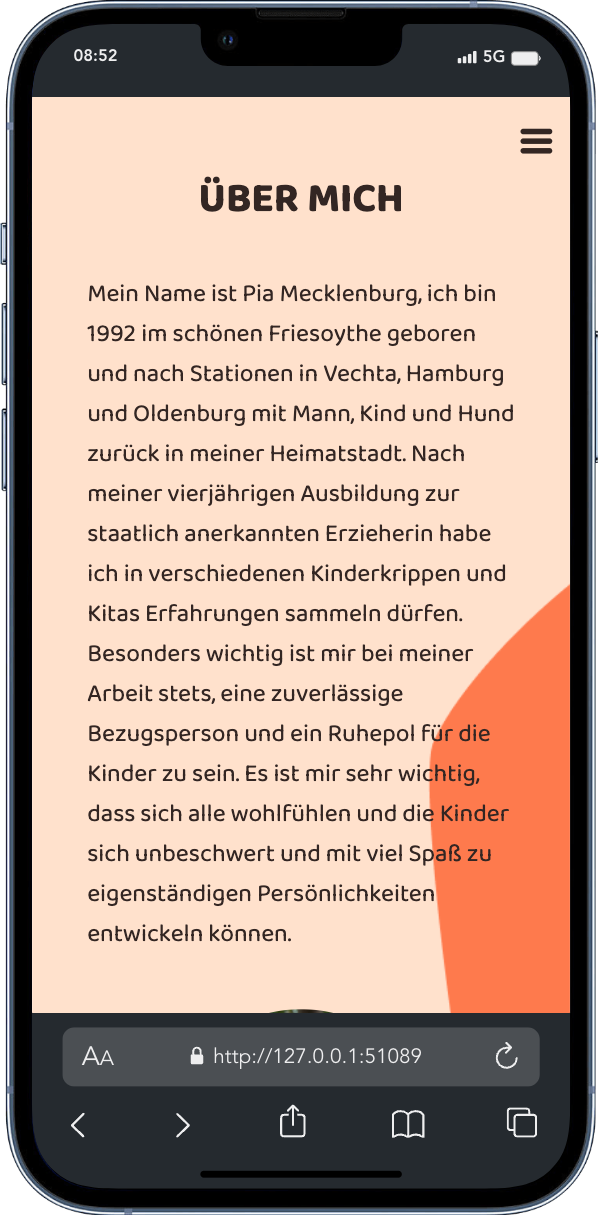 08:52
5G
ÜBER MICH
Mein Name ist Pia Mecklenburg, ich bin
1992 im schönen Friesoythe geboren
und nach Stationen in Vechta, Hamburg
und Oldenburg mit Mann, Kind und Hund
zurück in meiner Heimatstadt. Nach
meiner vierjährigen Ausbildung zur
staatlich anerkannten Erzieherin habe
ich in verschiedenen Kinderkrippen und
Kitas Erfahrungen sammeln dürfen.
Besonders wichtig ist mir bei meiner
Arbeit stets, eine zuverlässige
Bezugsperson und ein Ruhepol für die
Kinder zu sein. Es ist mir sehr wichtig,
dass sich alle wohlfühlen und die Kinder
sich unbeschwert und mit viel Spaß zu
eigenständigen Persönlichkeiten
entwickeln können.
AA
http://127.0.0.1:51089